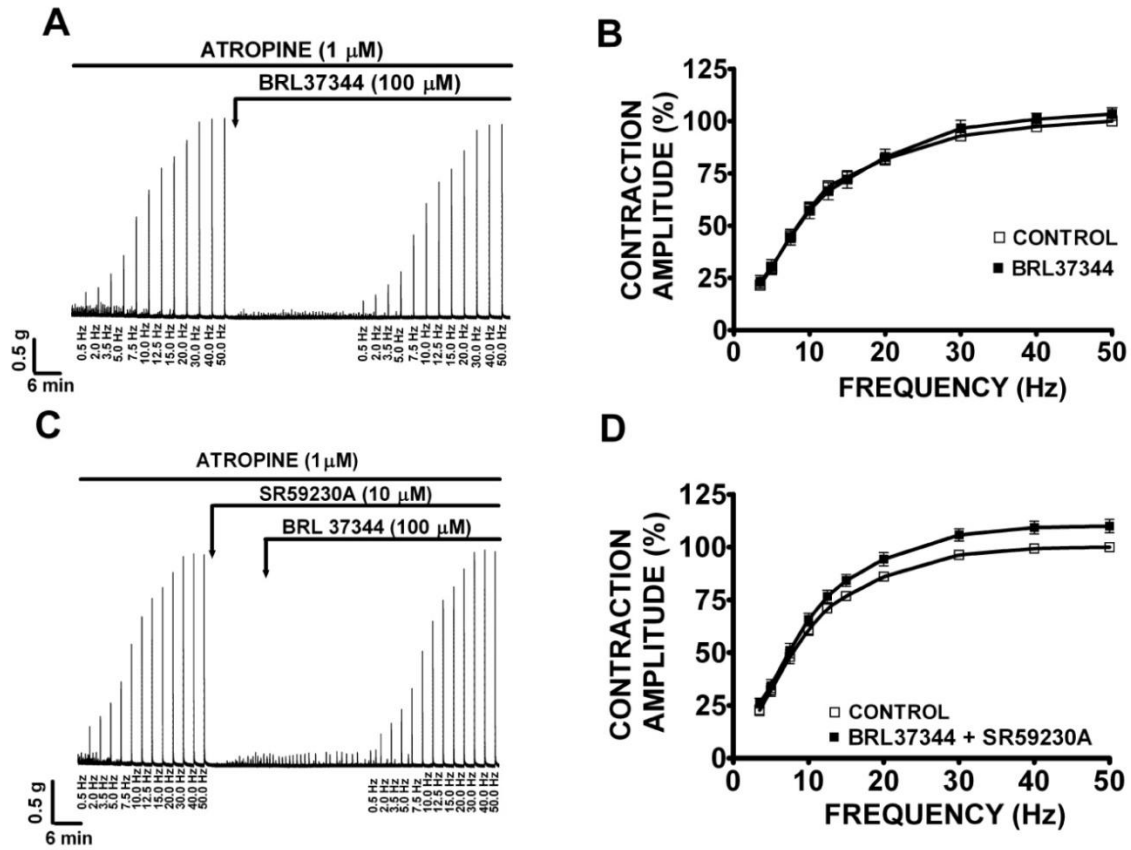 A
ATROPINE (1 μM)
BRL37344 (100 μM)
0.5 Hz
2.0 Hz
3.5 Hz
5.0 Hz
7.5 Hz
10.0 Hz
12.5 Hz
15.0 Hz
20.0 Hz
30.0 Hz
40.0 Hz
50.0 Hz
0.5 Hz
2.0 Hz
3.5 Hz
5.0 Hz
7.5 Hz
10.0 Hz
12.5 Hz
15.0 Hz
20.0 Hz
30.0 Hz
40.0 Hz
50.0 Hz
0.5 g
6 min
B
CONTRACTION
AMPLITUDE (%)
125
100
75
50
25
0
CONTROL
BRL37344
0 10 20 30 40 50
FREQUENCY (Hz)
C
ATROPINE (1μM)
SR59230A (10 μM)
BRL 37344 (100 μM)
0.5 Hz
2.0 Hz
3.5 Hz
5.0 Hz
7.5 Hz
10.0 Hz
12.5 Hz
15.0 Hz
20.0 Hz
30.0 Hz
40.0 Hz
50.0 Hz
0.5 Hz
2.0 Hz
3.5 Hz
5.0 Hz
7.5 Hz
10.0 Hz
12.5 Hz
15.0 Hz
20.0 Hz
30.0 Hz
40.0 Hz
50.0 Hz
0.5 g
6 min
D
CONTRACTION
AMPLITUDE (%)
125
100
75
50
25
0
CONTROL
BRL37344 + SR59230A
0 10 20 30 40 50
FREQUENCY (Hz)